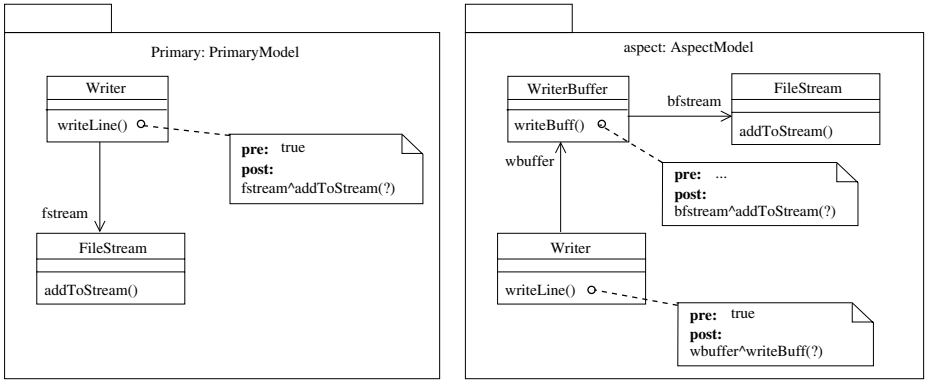 Primary: PrimaryModel
Writer
writeLine()
pre: true
post:
fstream^addToStream(?)
fstream
FileStream
addToStream()
aspect: AspectModel
WriterBuffer
writeBuff()
bfstream
FileStream
addToStream()
wbuffer
pre: ...
post:
bfstream^addToStream(?)
Writer
writeLine()
pre: true
post:
wbuffer^writeBuff(?)